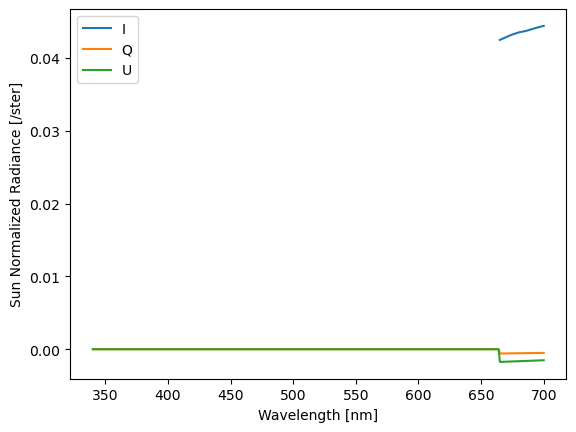 I
Q
U
Sun Normalized Radiance [/ster]
0.04
0.03
0.02
0.01
0.00
350 400 450 500 550 600 650 700
Wavelength [nm]